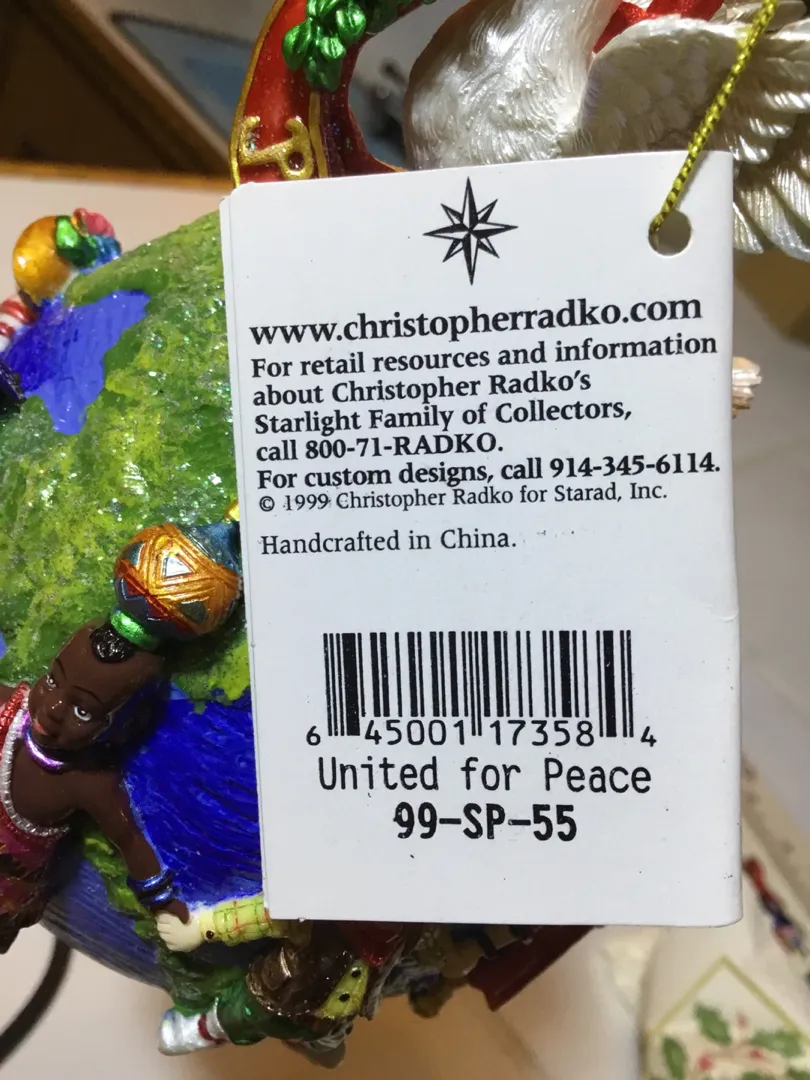 P
www.christopherradko.com
For retail resources and information
about Christopher Radko's
Starlight Family of Collectors,
call 800-71-RADKO.
For custom designs, call 914-345-6114.
© 1999 Christopher Radko for Starad, Inc.
Handcrafted in China.
6 45001 17358 4
United for Peace
99-SP-55